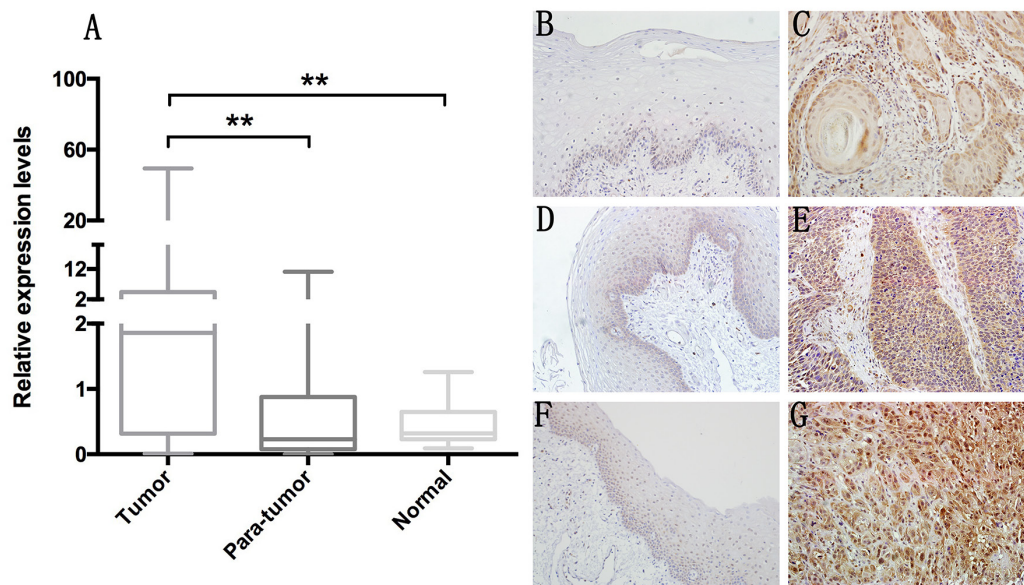 A
Relative expression levels
100
60
20
12
2
2
1
0
**
**
Tumor
Para-tumor
Normal
B
C
D
E
F
G